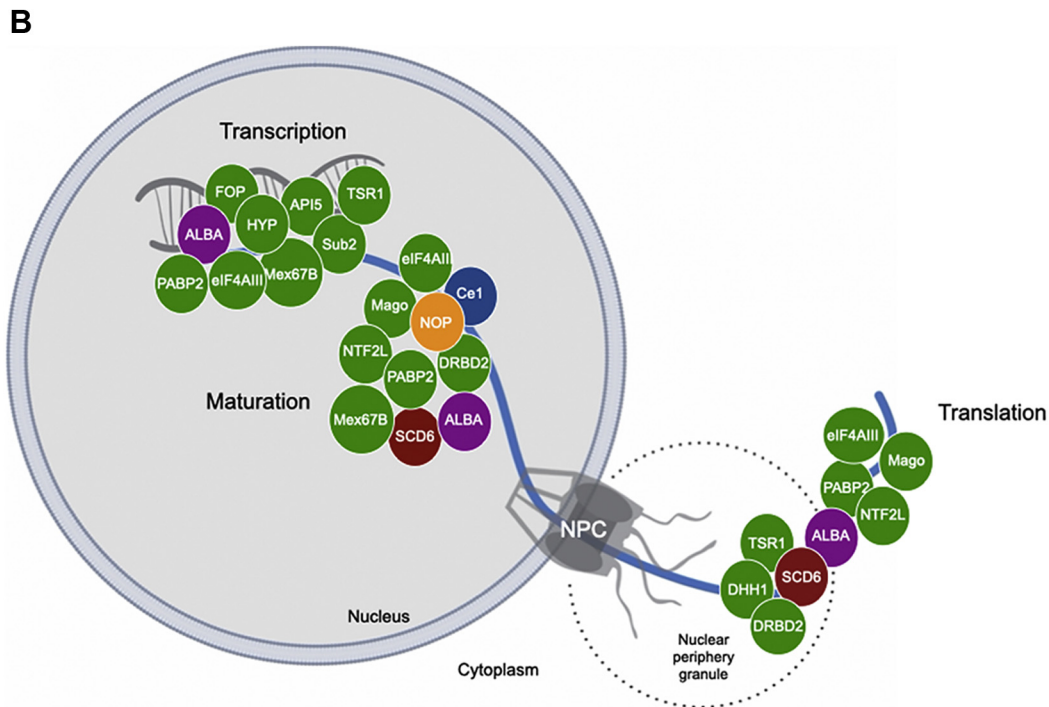 B
Transcription
FOP
API5
TSR1
ALBA
HYP
Sub2
PABP2
eIF4AIII
Mex67B
eIF4AII
Ce1
Mago
NOP
NTF2L
PABP2
DRBD2
Maturation
Mex67B
SCD6
ALBA
NPC
Nucleus
Cytoplasm
Nuclear
periphery
granule
Translation
eIF4AIII
Mago
PABP2
NTF2L
ALBA
TSR1
SCD6
DHH1
DRBD2